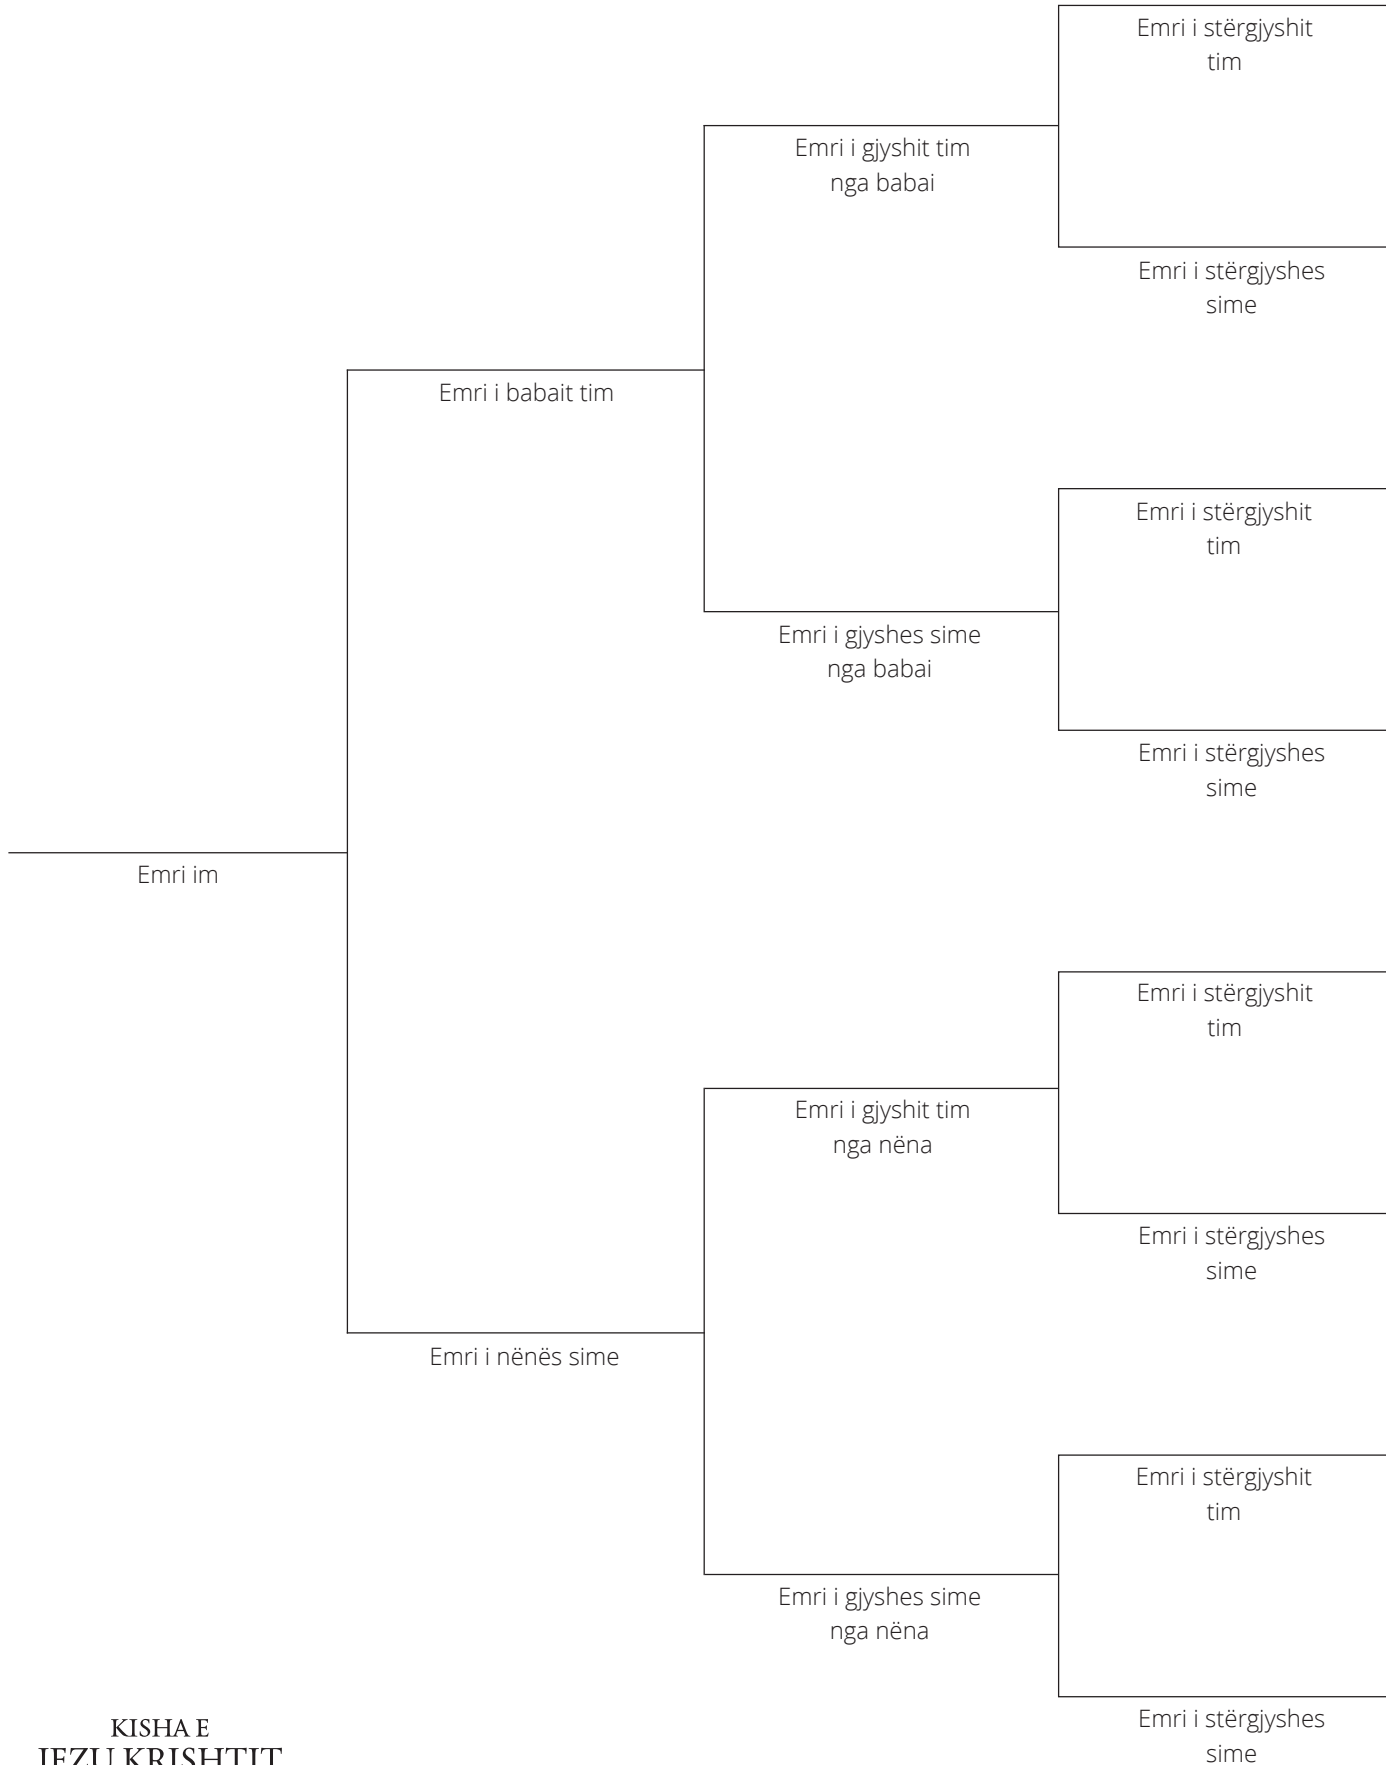 Emri i stërgjyshit
tim
Emri i gjyshit tim
nga babai
Emri i stërgjyshes
sime
Emri i babait tim
Emri i stërgjyshit
tim
Emri i gjyshes sime
nga babai
Emri i stërgjyshes
sime
Emri im
Emri i stërgjyshit
tim
Emri i gjyshit tim
nga nëna
Emri i stërgjyshes
sime
Emri i nënës sime
Emri i stërgjyshit
tim
Emri i gjyshes sime
nga nëna
Emri i stërgjyshes
sime
KISHA E
JEZU KRISHTIT